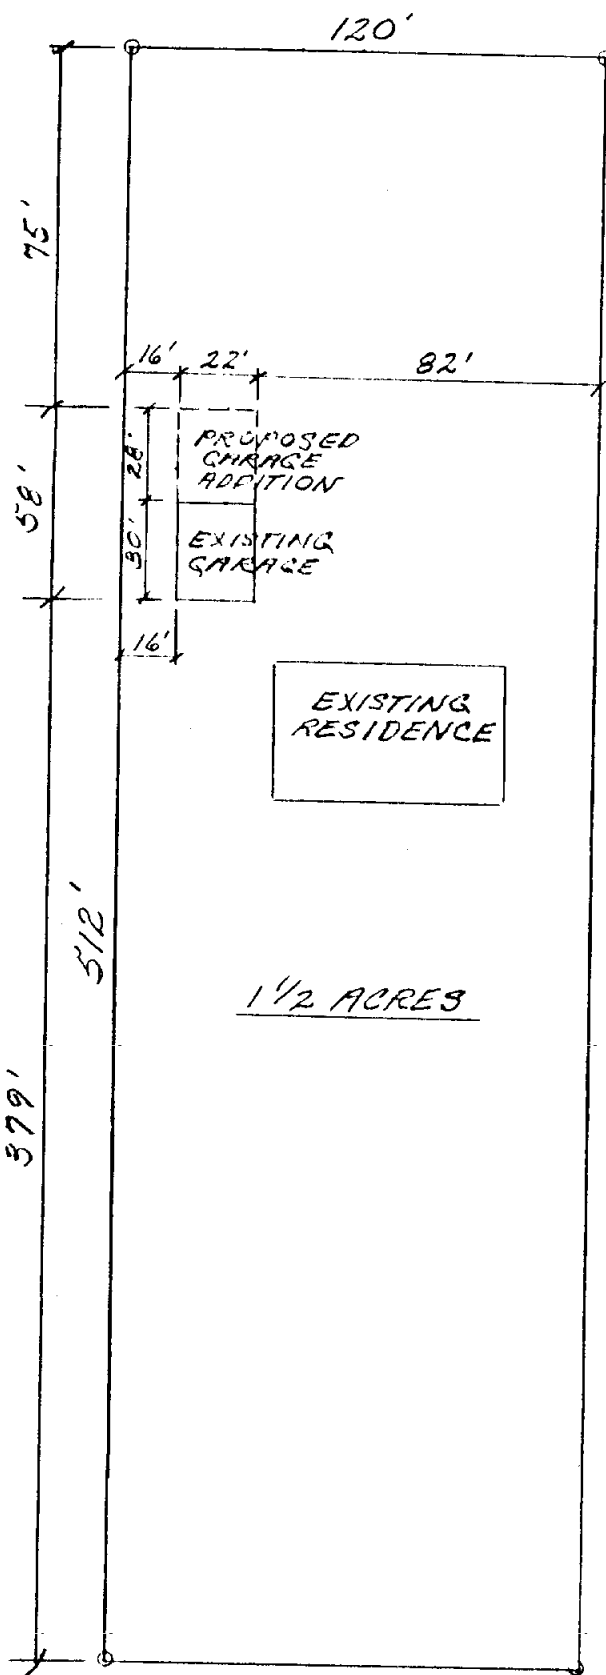 120'
75'
16' 22' 82'
58'
28'
PROPOSED
GARAGE
ADDITION
30'
EXISTING
GARAGE
16'
EXISTING
RESIDENCE
512'
1 1/2 ACRES
379'